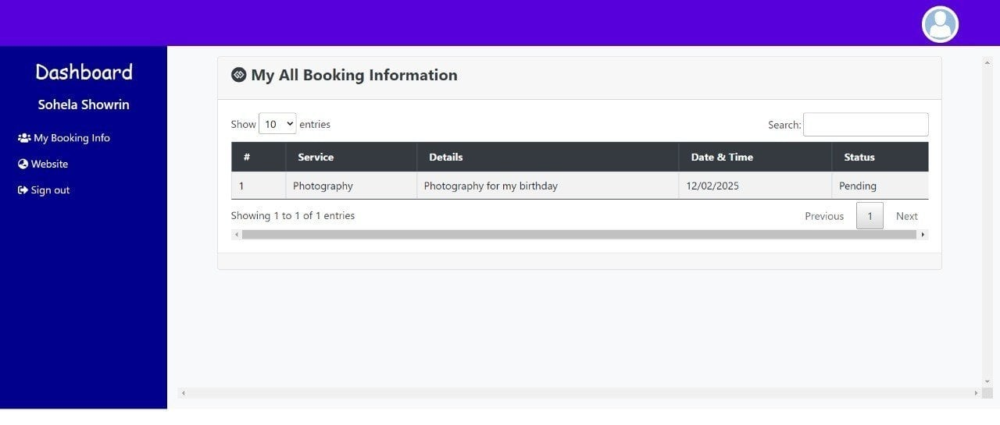 Dashboard
Sohela Showrin
My Booking Info
Website
Sign out
My All Booking Information
Show 10 entries
Search:
# Service Details Date & Time Status
1 Photography Photography for my birthday 12/02/2025 Pending
Showing 1 to 1 of 1 entries
Previous 1 Next